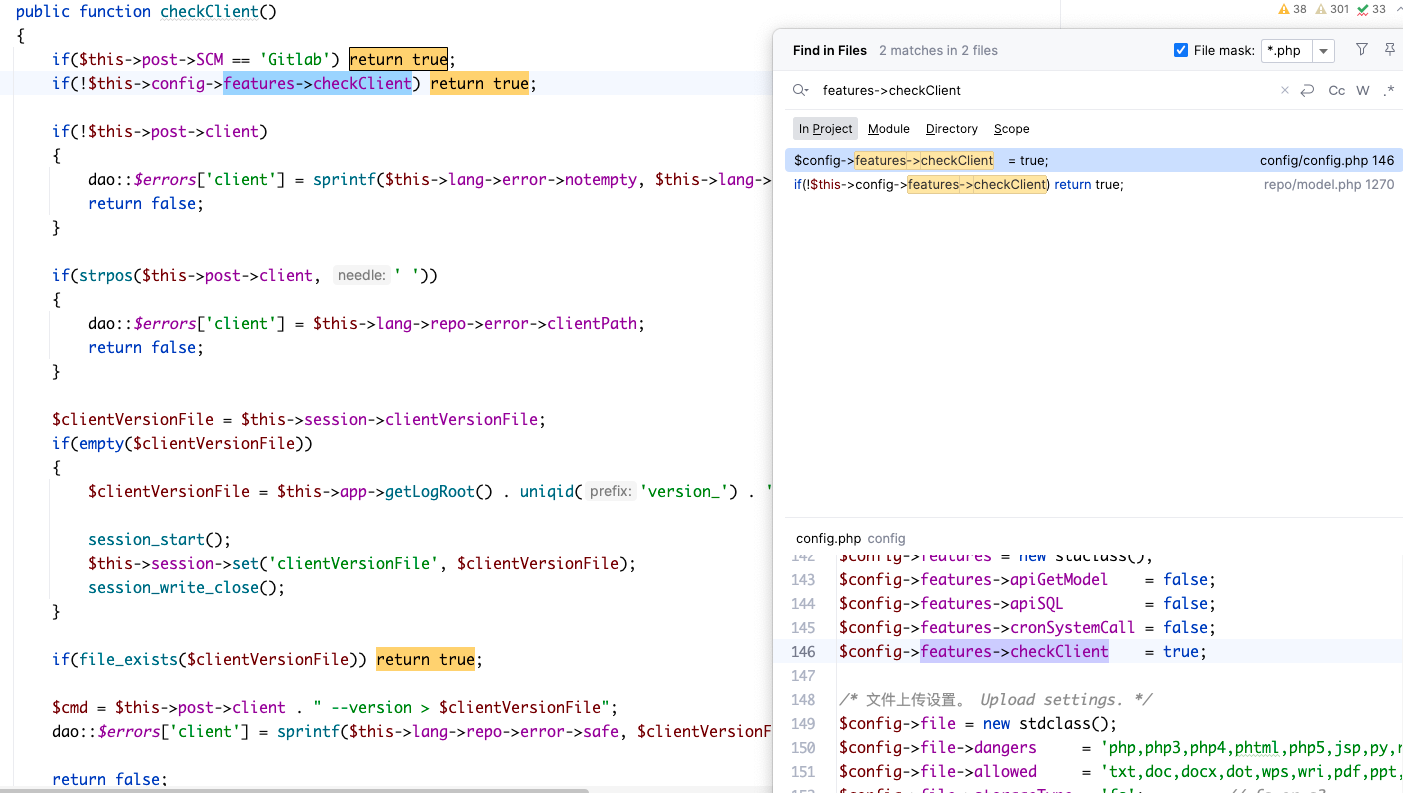 public function checkClient()
{
if($this->post->SCM == 'Gitlab') return true;
if(!$this->config->features->checkClient) return true;
if(!$this->post->client)
{
dao::$errors['client'] = sprintf($this->lang->error->notempty, $this->lang->
return false;
}
if(strpos($this->post->client, needle: ' '))
{
dao::$errors['client'] = $this->lang->repo->error->clientPath;
return false;
}
$clientVersionFile = $this->session->clientVersionFile;
if(empty($clientVersionFile))
{
$clientVersionFile = $this->app->getLogRoot() . uniqid( prefix: 'version_') . '
session_start();
$this->session->set('clientVersionFile', $clientVersionFile);
session_write_close();
}
if(file_exists($clientVersionFile)) return true;
$cmd = $this->post->client . " --version > $clientVersionFile";
dao::$errors['client'] = sprintf($this->lang->repo->error->safe, $clientVersionF
return false;
38 301 33
Find in Files 2 matches in 2 files File mask: *.php
features->checkClient Cc W .*
In Project Module Directory Scope
$config->features->checkClient = true; config/config.php 146
if(!$this->config->features->checkClient) return true; repo/model.php 1270
config.php config
142 $config->features = new stdclass();
143 $config->features->apiGetModel = false;
144 $config->features->apiSQL = false;
145 $config->features->cronSystemCall = false;
146 $config->features->checkClient = true;
147
148 /* 文件上传设置。 Upload settings. */
149 $config->file = new stdclass();
150 $config->file->dangers = 'php,php3,php4,phtml,php5,jsp,py,
151 $config->file->allowed = 'txt,doc,docx,dot,wps,wri,pdf,ppt,